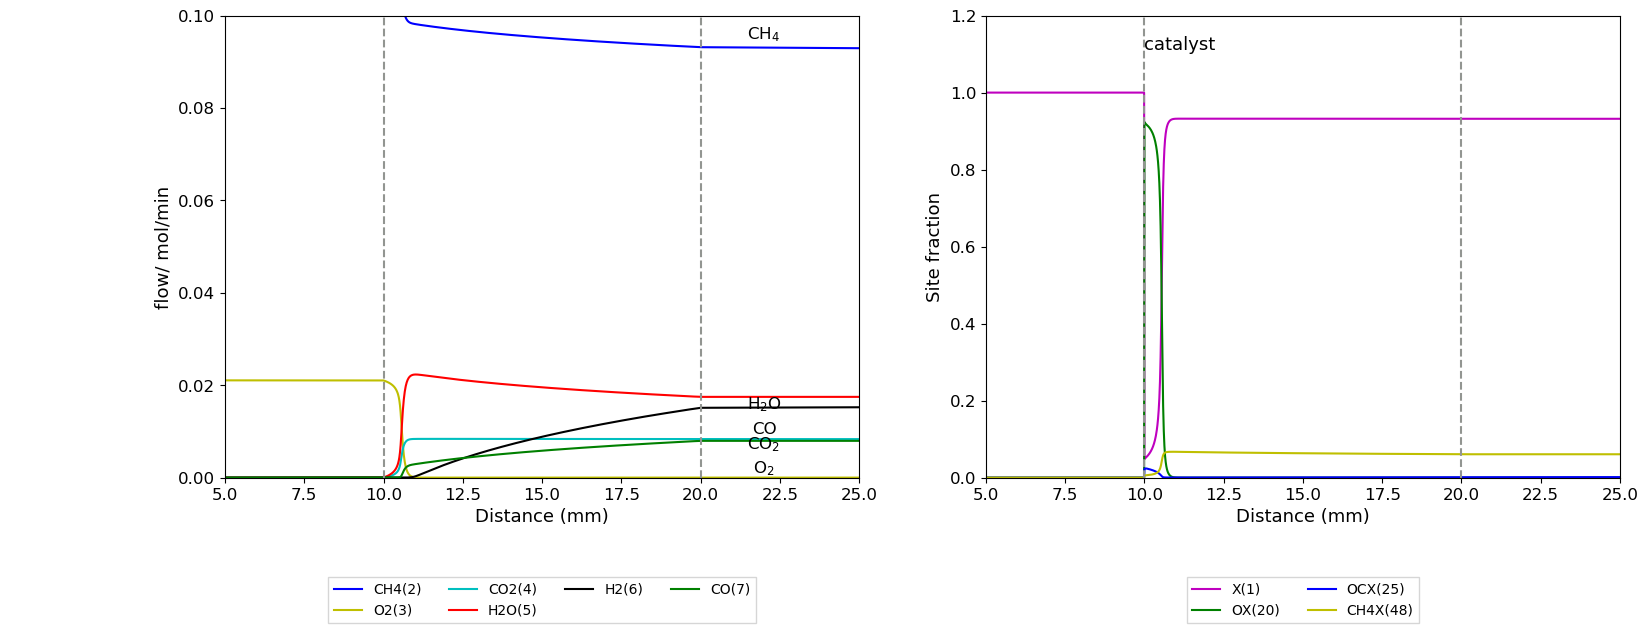 0.10
0.08
0.06
0.04
0.02
0.00
flow/ mol/min
CH₄
H₂O
CO
CO₂
O₂
5.0 7.5 10.0 12.5 15.0 17.5 20.0 22.5 25.0
Distance (mm)
CH4(2) CO2(4) H2(6) CO(7)
O2(3) H2O(5)
1.2
1.0
0.8
0.6
0.4
0.2
0.0
Site fraction
catalyst
5.0 7.5 10.0 12.5 15.0 17.5 20.0 22.5 25.0
Distance (mm)
X(1) OCX(25)
OX(20) CH4X(48)